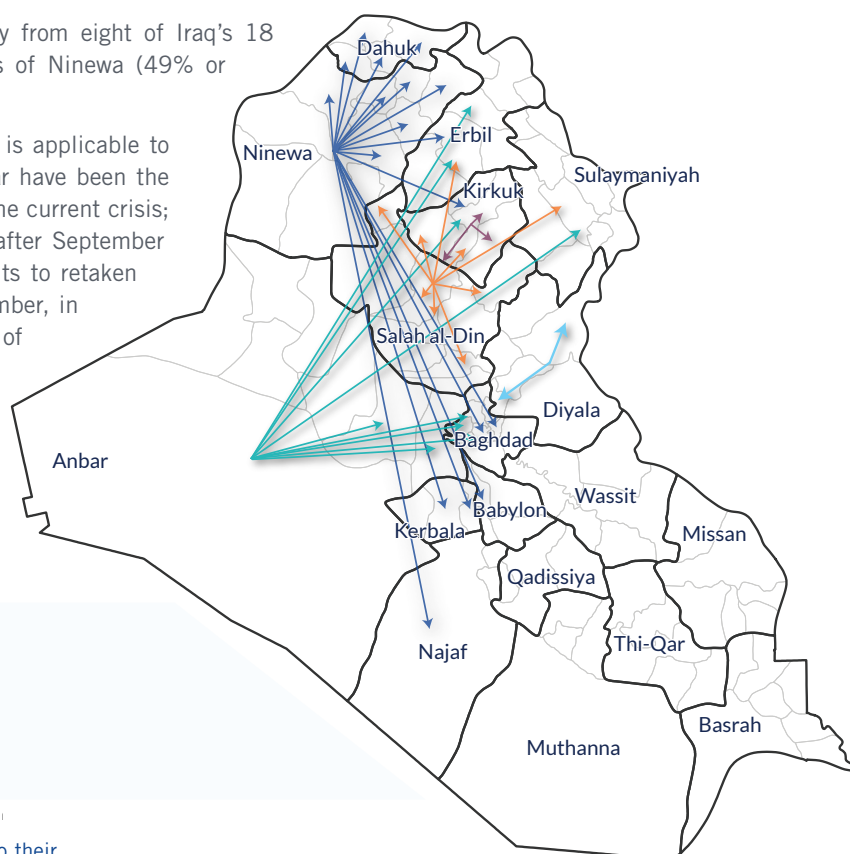 y from eight of Iraq's 18
s of Ninewa (49% or
is applicable to
ar have been the
he current crisis;
after September
ts to retaken
mber, in
of
Dahuk
Ninewa
Erbil
Sulaymaniyah
Kirkuk
Salah al-Din
Diyala
Baghdad
Anbar
Wassit
Babylon
Kerbala
Missan
Qadissiya
Najaf
Thi-Qar
Basrah
Muthanna
o their